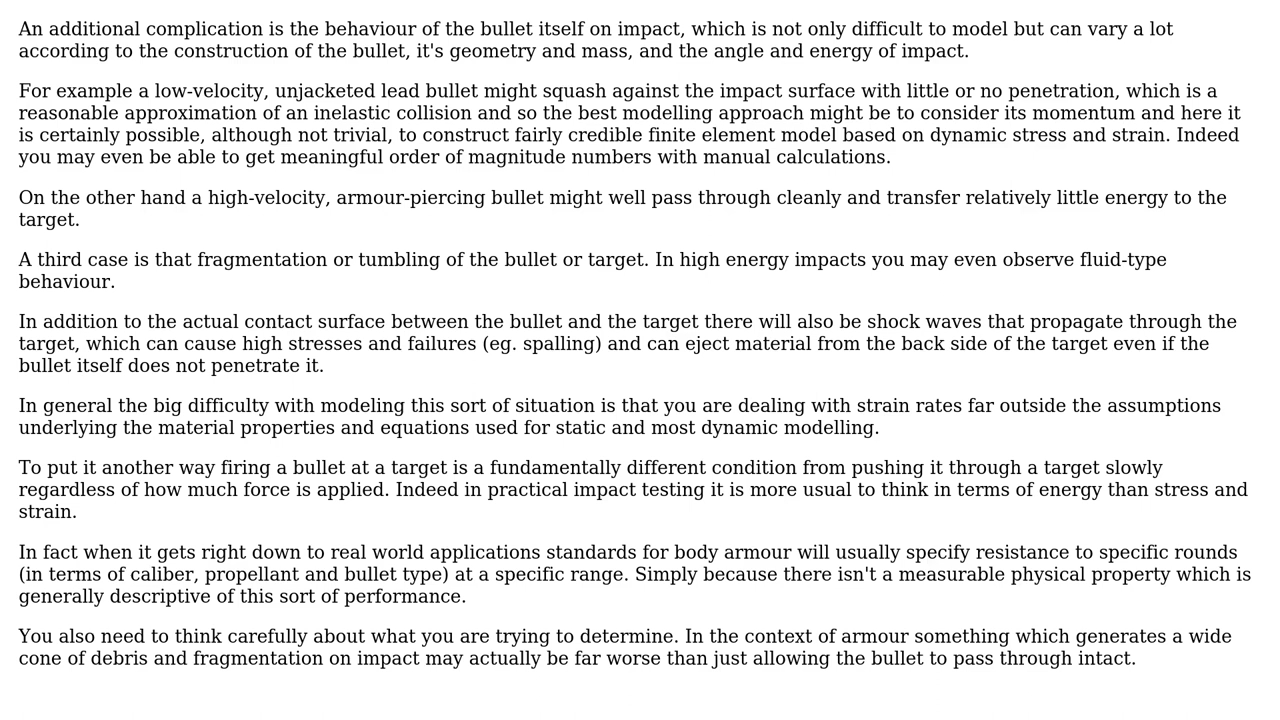 An additional complication is the behaviour of the bullet itself on impact, which is not only difficult to model but can vary a lot
according to the construction of the bullet, it's geometry and mass, and the angle and energy of impact.
For example a low-velocity, unjacketed lead bullet might squash against the impact surface with little or no penetration, which is a
reasonable approximation of an inelastic collision and so the best modelling approach might be to consider its momentum and here it
is certainly possible, although not trivial, to construct fairly credible finite element model based on dynamic stress and strain. Indeed
you may even be able to get meaningful order of magnitude numbers with manual calculations.
On the other hand a high-velocity, armour-piercing bullet might well pass through cleanly and transfer relatively little energy to the
target.
A third case is that fragmentation or tumbling of the bullet or target. In high energy impacts you may even observe fluid-type
behaviour.
In addition to the actual contact surface between the bullet and the target there will also be shock waves that propagate through the
target, which can cause high stresses and failures (eg. spalling) and can eject material from the back side of the target even if the
bullet itself does not penetrate it.
In general the big difficulty with modeling this sort of situation is that you are dealing with strain rates far outside the assumptions
underlying the material properties and equations used for static and most dynamic modelling.
To put it another way firing a bullet at a target is a fundamentally different condition from pushing it through a target slowly
regardless of how much force is applied. Indeed in practical impact testing it is more usual to think in terms of energy than stress and
strain.
In fact when it gets right down to real world applications standards for body armour will usually specify resistance to specific rounds
(in terms of caliber, propellant and bullet type) at a specific range. Simply because there isn't a measurable physical property which is
generally descriptive of this sort of performance.
You also need to think carefully about what you are trying to determine. In the context of armour something which generates a wide
cone of debris and fragmentation on impact may actually be far worse than just allowing the bullet to pass through intact.